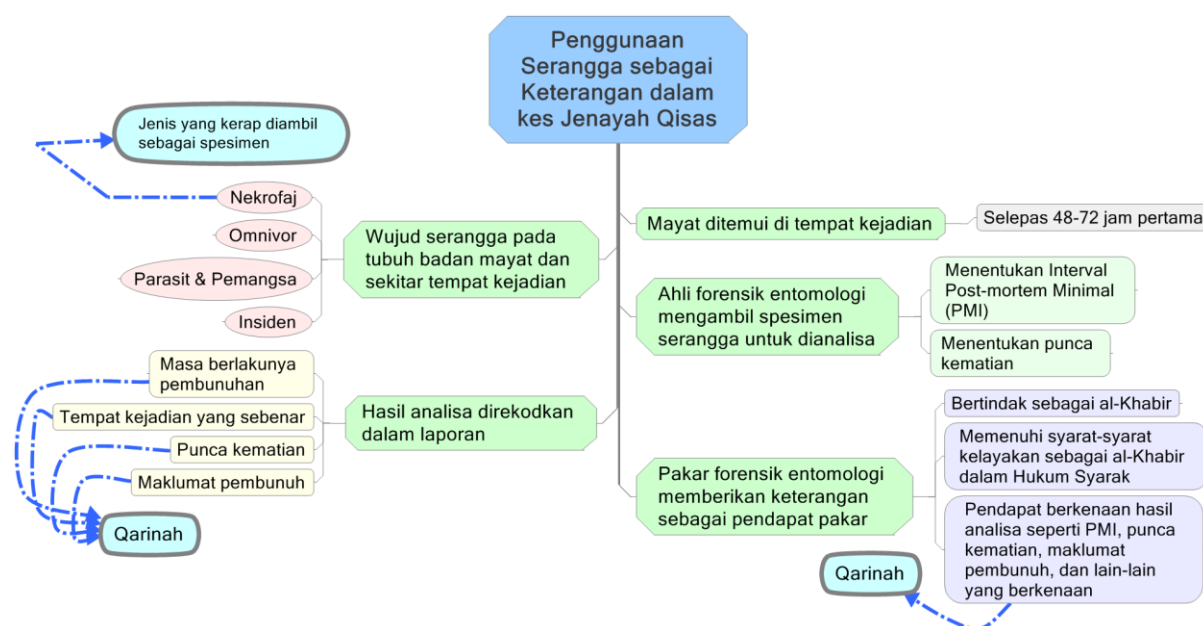 Penggunaan
Serangga sebagai
Keterangan dalam
kes Jenayah Qisas
Jenis yang kerap diambil
sebagai spesimen
Nekrofaj
Omnivor
Parasit & Pemangsa
Insiden
Wujud serangga pada
tubuh badan mayat dan
sekitar tempat kejadian
Mayat ditemui di tempat kejadian
Selepas 48-72 jam pertama
Ahli forensik entomologi
mengambil spesimen
serangga untuk dianalisa
Menentukan Interval
Post-mortem Minimal
(PMI)
Menentukan punca
kematian
Masa berlakunya
pembunuhan
Tempat kejadian yang sebenar
Punca kematian
Maklumat pembunuh
Hasil analisa direkodkan
dalam laporan
Qarinah
Pakar forensik entomologi
memberikan keterangan
sebagai pendapat pakar
Bertindak sebagai al-Khabir
Memenuhi syarat-syarat
kelayakan sebagai al-Khabir
dalam Hukum Syarak
Pendapat berkenaan hasil
analisa seperti PMI, punca
kematian, maklumat
pembunuh, dan lain-lain
yang berkenaan
Qarinah